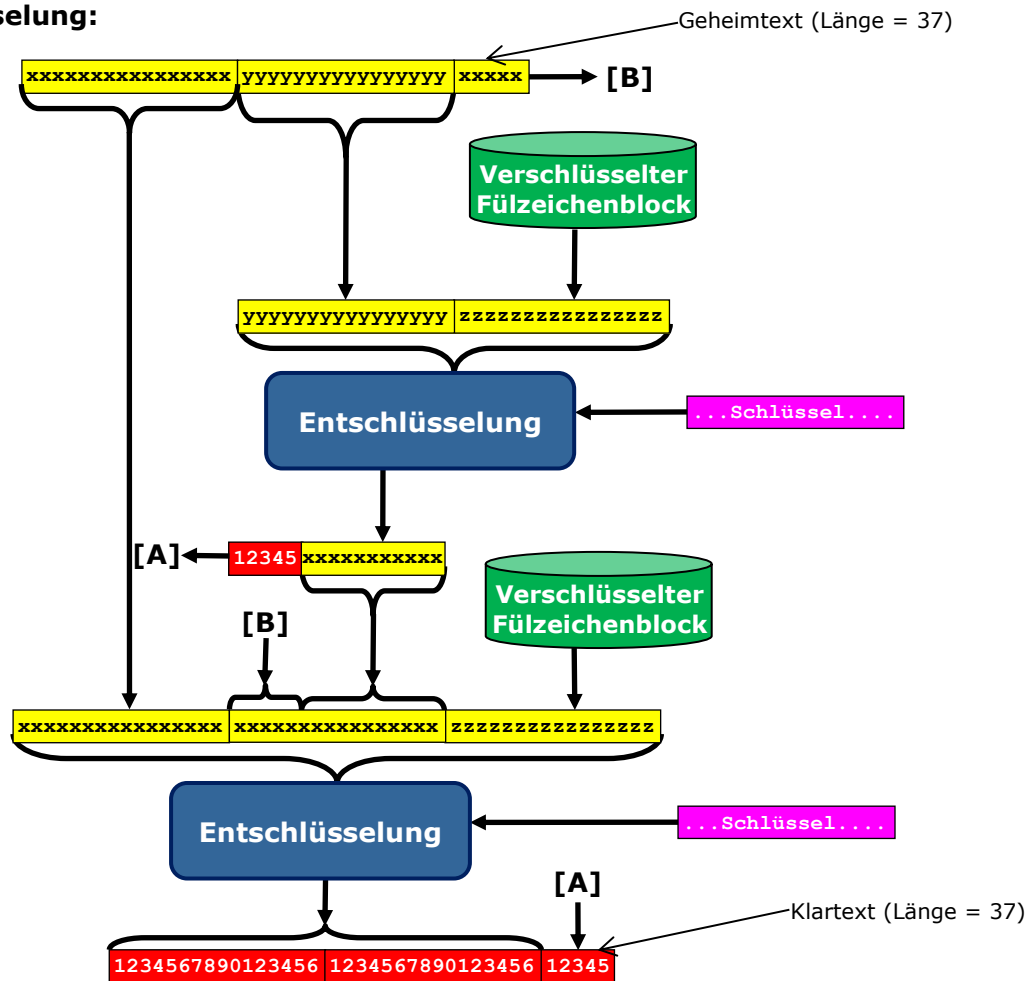 selung:
Geheimtext (Länge = 37)
xxxxxxxxxxxxxxxx yyyyyyyyyyyyyyyy xxxxx [B]
Verschlüsselter
Fülzeichenblock
yyyyyyyyyyyyyyyy zzzzzzzzzzzzzzzz
Entschlüsselung
...Schlüssel....
[A] 12345 xxxxxxxxxxx
Verschlüsselter
Fülzeichenblock
[B]
xxxxxxxxxxxxxxxx xxxxxxxxxxxxxxxx zzzzzzzzzzzzzzzz
Entschlüsselung
...Schlüssel....
[A]
Klartext (Länge = 37)
1234567890123456 1234567890123456 12345